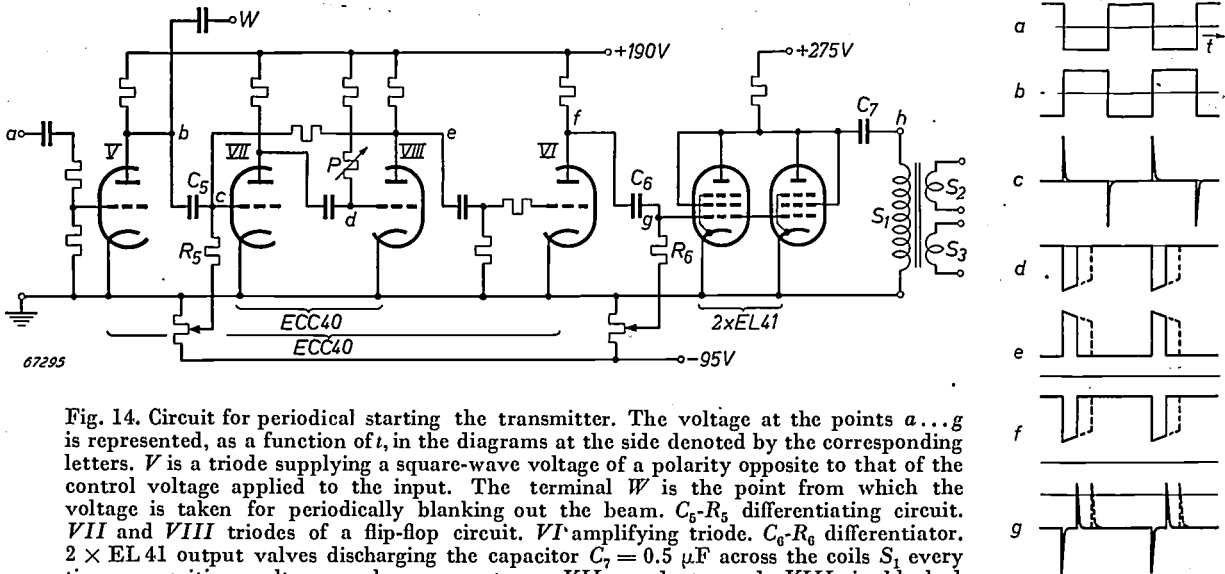 W
+190V
+275V
a
V
b
C5
c
R5
VII
P
d
VIII
e
VI
f
C6
g
R6
C7
h
S1
S2
S3
ECC40
ECC40
2xEL41
-95V
67295
a
t
b
c
d
e
f
g
Fig. 14. Circuit for periodical starting the transmitter. The voltage at the points a...g
is represented, as a function of t, in the diagrams at the side denoted by the corresponding
letters. V is a triode supplying a square-wave voltage of a polarity opposite to that of the
control voltage applied to the input. The terminal W is the point from which the
voltage is taken for periodically blanking out the beam. C5-R5 differentiating circuit.
VII and VIII triodes of a flip-flop circuit. VI amplifying triode. C6-R6 differentiator.
2 × EL 41 output valves discharging the capacitor C7 = 0.5 μF across the coils S1 every